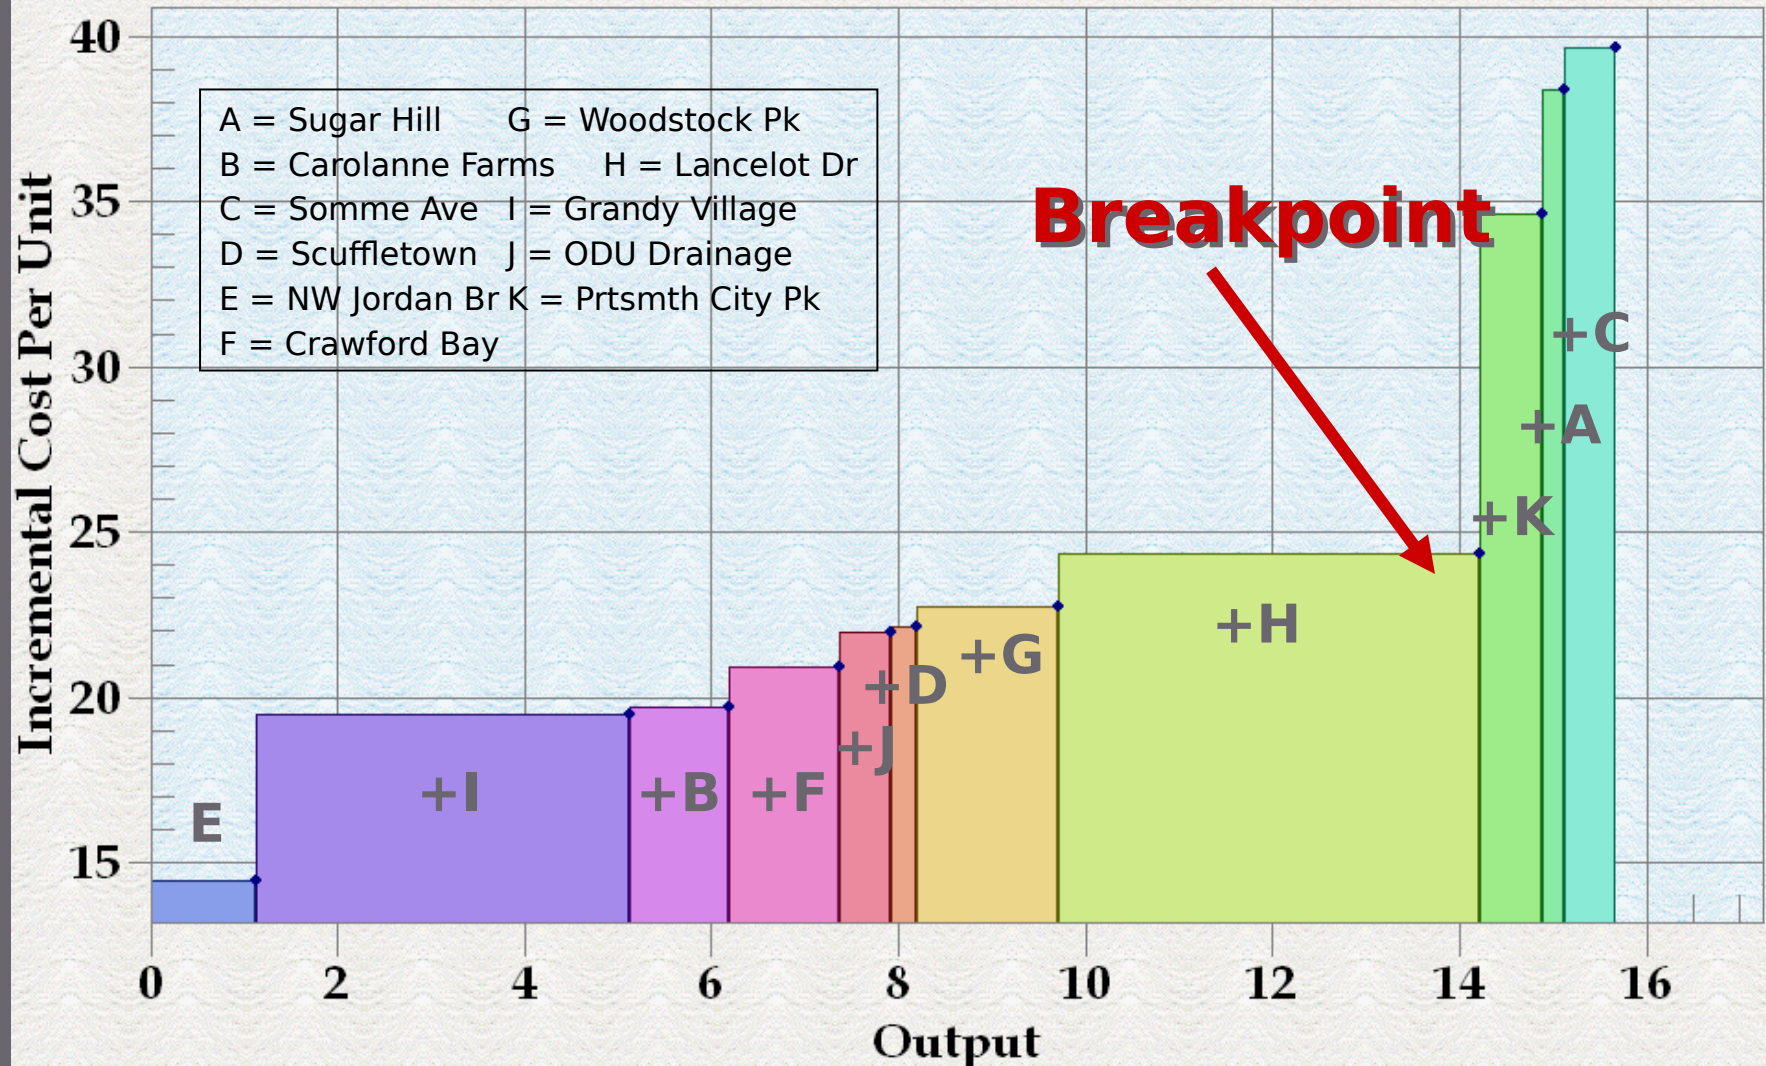 40
35
30
25
20
15
Incremental Cost Per Unit
A = Sugar Hill G = Woodstock Pk
B = Carolanne Farms H = Lancelot Dr
C = Somme Ave I = Grandy Village
D = Scuffletown J = ODU Drainage
E = NW Jordan Br K = Prtsmth City Pk
F = Crawford Bay
Breakpoint
+C
+A
+K
+H
+G
+D
+J
+I
+B
+F
E
0 2 4 6 8 10 12 14 16
Output